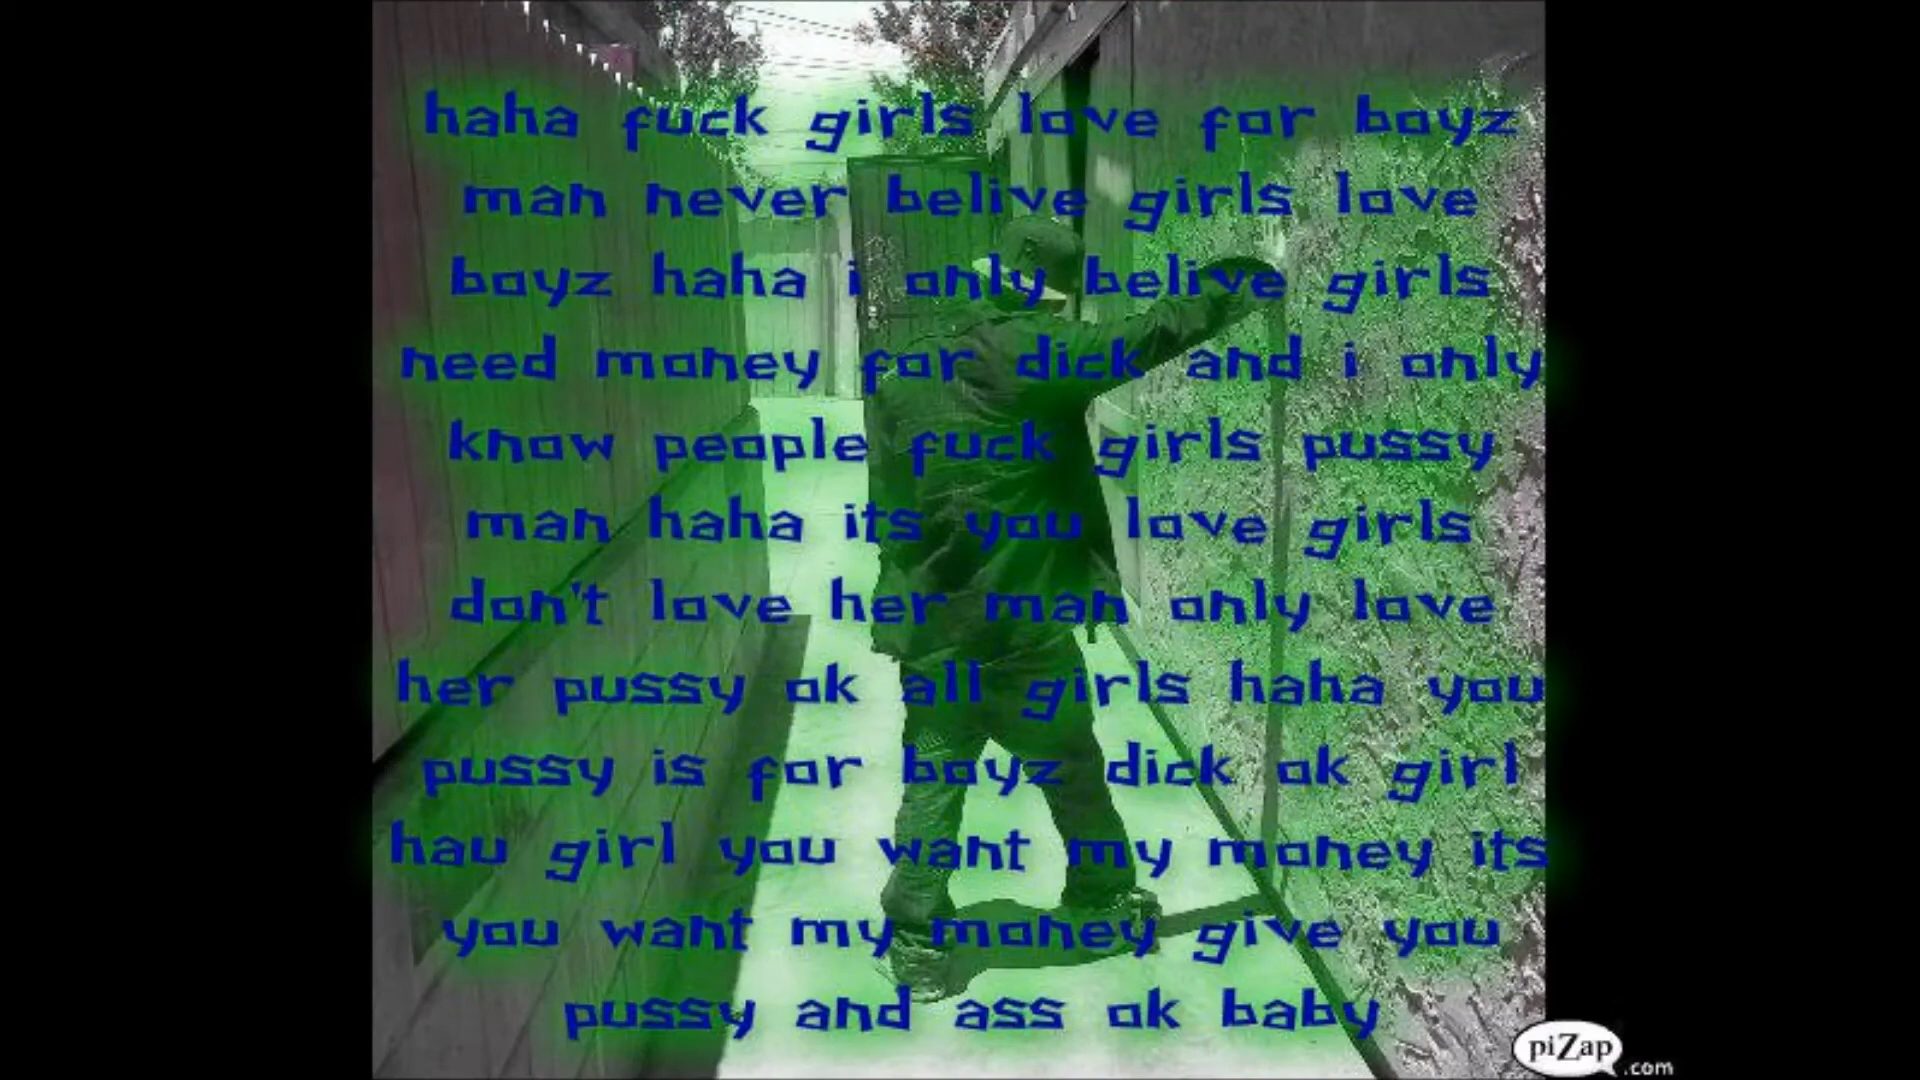 haha fuck girls love for boyz
man never belive girls love
boyz haha i only belive girls
need money for dick and i only
know people fuck girls pussy
man haha its you love girls
don't love her man only love
her pussy ok all girls haha you
pussy is for boyz dick ok girl
hau girl you want my money its
you want my money give you
pussy and ass ok baby
piZap.com